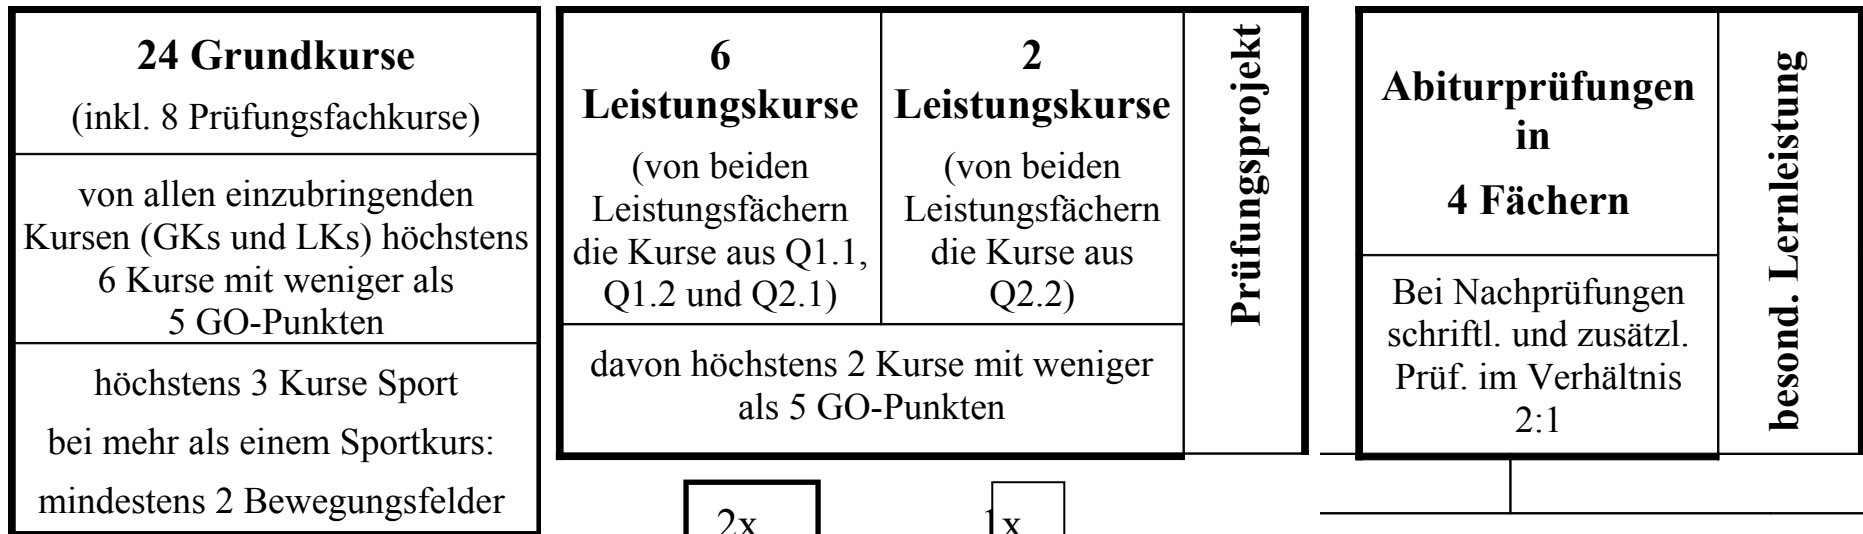 24 Grundkurse
(inkl. 8 Prüfungsfachkurse)
von allen einzubringenden
Kursen (GKs und LKs) höchstens
6 Kurse mit weniger als
5 GO-Punkten
höchstens 3 Kurse Sport
bei mehr als einem Sportkurs:
mindestens 2 Bewegungsfelder
6
Leistungskurse
(von beiden
Leistungsfächern
die Kurse aus Q1.1,
Q1.2 und Q2.1)
2
Leistungskurse
(von beiden
Leistungsfächern
die Kurse aus
Q2.2)
davon höchstens 2 Kurse mit weniger
als 5 GO-Punkten
Prüfungsprojekt
2x
1x
Abiturprüfungen
in
4 Fächern
Bei Nachprüfungen
schriftl. und zusätzl.
Prüf. im Verhältnis
2:1
besond. Lernleistung